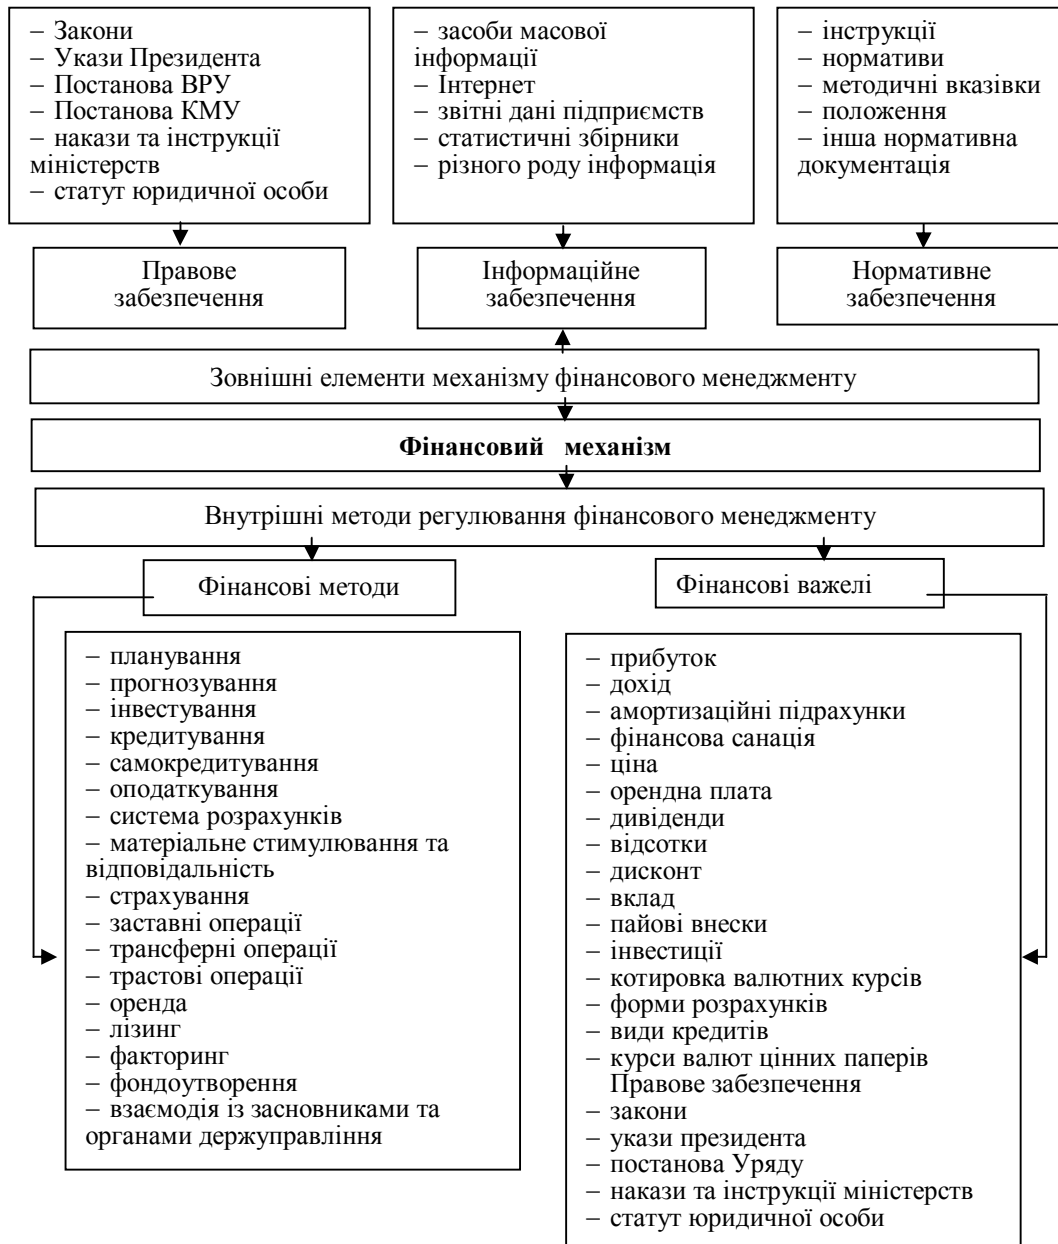 – Закони
– Укази Президента
– Постанова ВРУ
– Постанова КМУ
– накази та інструкції
міністерств
– статут юридичної особи
– засоби масової
інформації
– Інтернет
– звітні дані підприємств
– статистичні збірники
– різного роду інформація
– інструкції
– нормативи
– методичні вказівки
– положення
– інша нормативна
документація
Правове
забезпечення
Інформаційне
забезпечення
Нормативне
забезпечення
Зовнішні елементи механізму фінансового менеджменту
Фінансовий механізм
Внутрішні методи регулювання фінансового менеджменту
Фінансові методи
Фінансові важелі
– планування
– прогнозування
– інвестування
– кредитування
– самокредитування
– оподаткування
– система розрахунків
– матеріальне стимулювання та
відповідальність
– страхування
– заставні операції
– трансферні операції
– трастові операції
– оренда
– лізинг
– факторинг
– фондоутворення
– взаємодія із засновниками та
органами держуправління
– прибуток
– дохід
– амортизаційні підрахунки
– фінансова санація
– ціна
– орендна плата
– дивіденди
– відсотки
– дисконт
– вклад
– пайові внески
– інвестиції
– котировка валютних курсів
– форми розрахунків
– види кредитів
– курси валют цінних паперів
Правове забезпечення
– закони
– укази президента
– постанова Уряду
– накази та інструкції міністерств
– статут юридичної особи